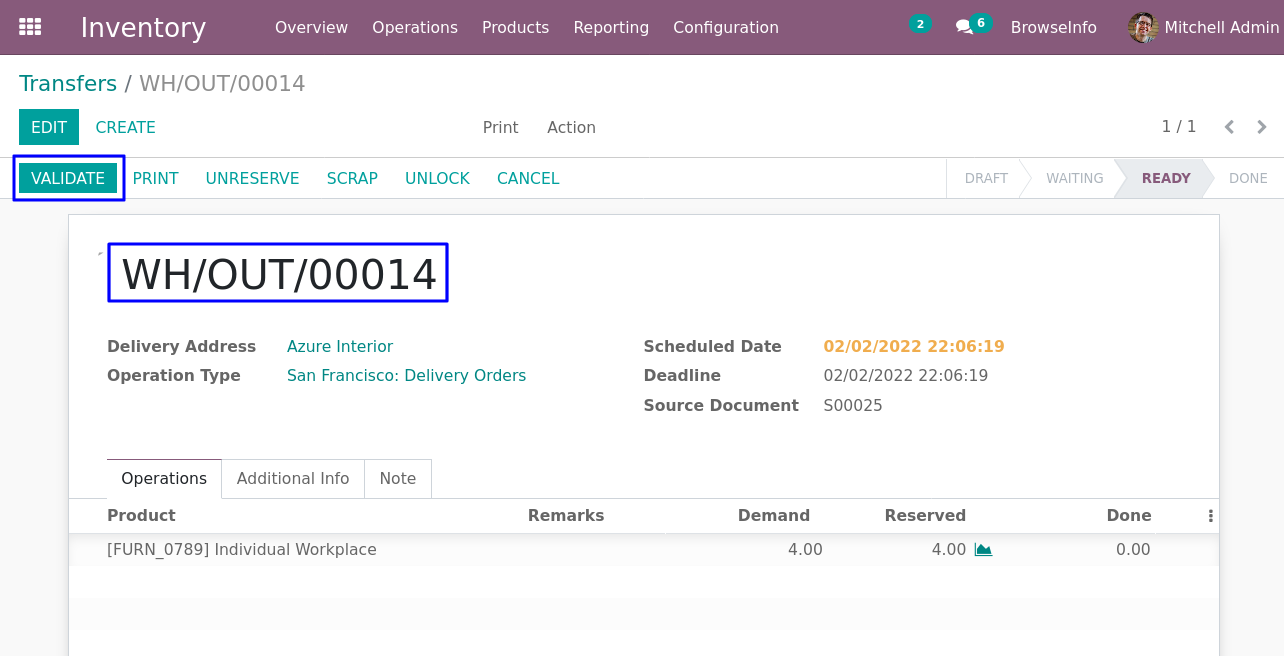 Inventory Overview Operations Products Reporting Configuration 2 6 BrowseInfo Mitchell Admin
Transfers / WH/OUT/00014
EDIT CREATE Print Action 1 / 1
VALIDATE PRINT UNRESERVE SCRAP UNLOCK CANCEL DRAFT WAITING READY DONE
WH/OUT/00014
Delivery Address Azure Interior Scheduled Date 02/02/2022 22:06:19
Operation Type San Francisco: Delivery Orders Deadline 02/02/2022 22:06:19
Source Document S00025
Operations Additional Info Note
Product Remarks Demand Reserved Done
[FURN_0789] Individual Workplace 4.00 4.00 0.00